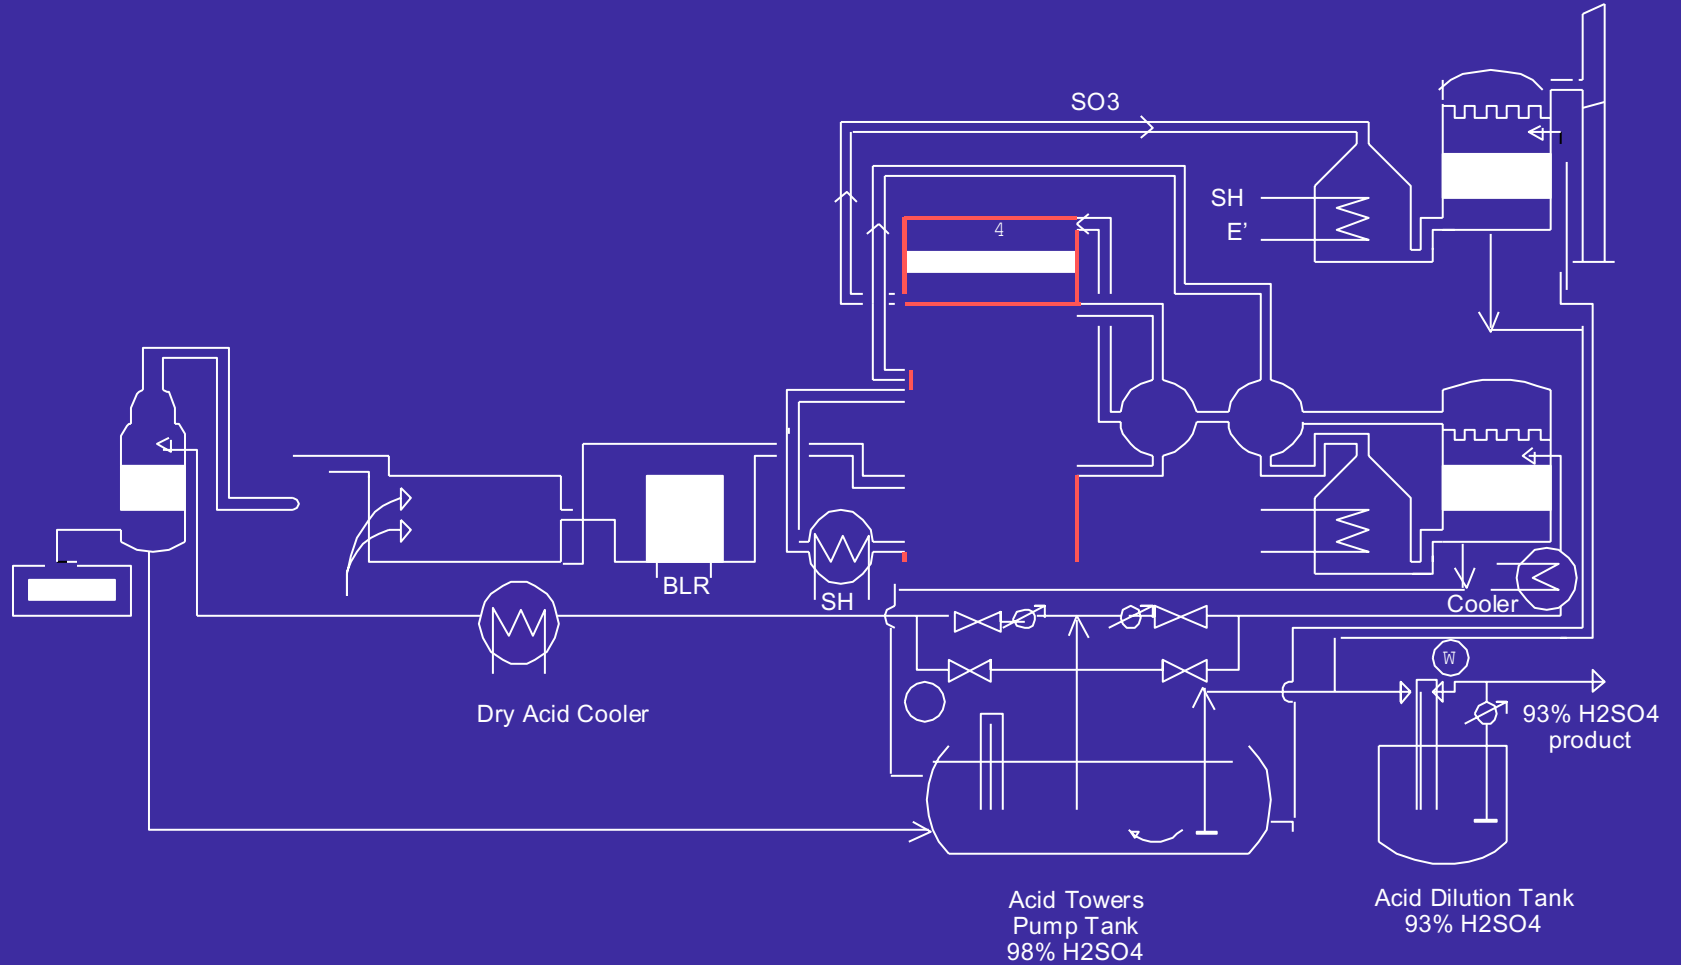 SO3
SH
E’
4
BLR
SH
Cooler
W
Dry Acid Cooler
93% H2SO4
product
Acid Towers
Pump Tank
98% H2SO4
Acid Dilution Tank
93% H2SO4